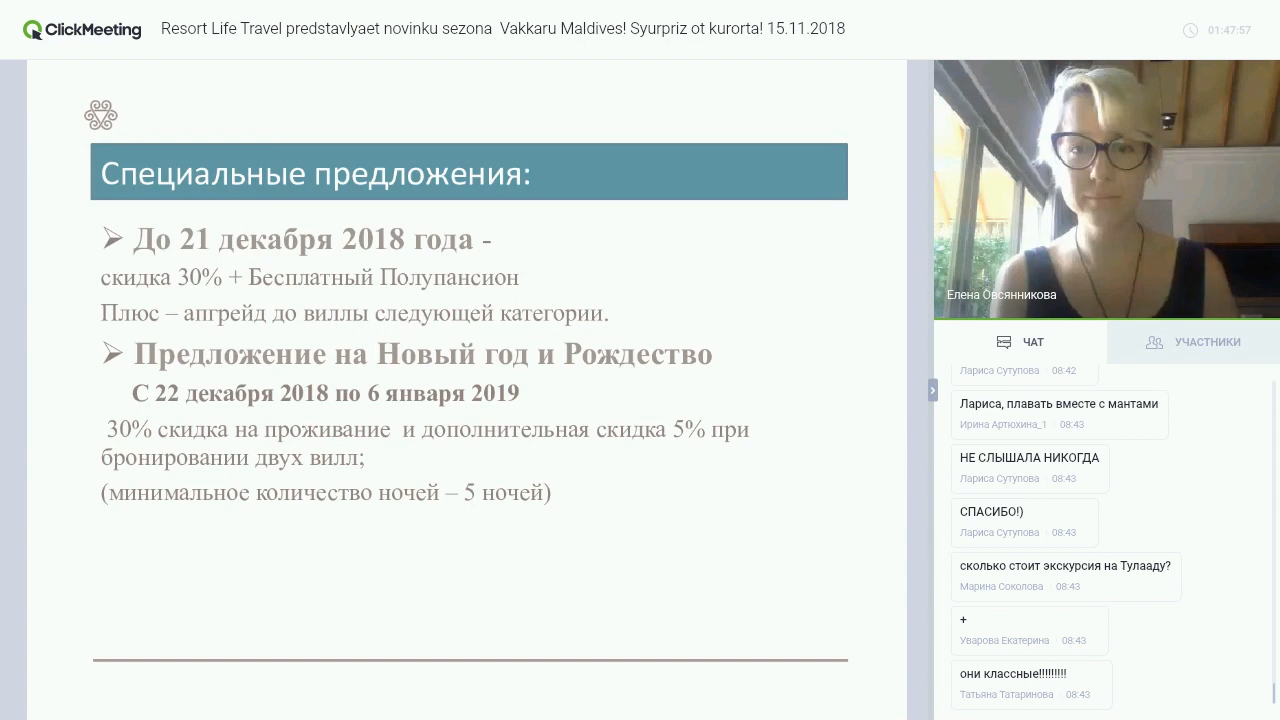 ClickMeeting
Resort Life Travel predstavlyaet novinku sezona  Vakkaru Maldives! Syurpriz ot kurorta! 15.11.2018
01:47:57
Специальные предложения:
До 21 декабря 2018 года -
скидка 30% + Бесплатный Полупансион
Плюс – апгрейд до виллы следующей категории.
Предложение на Новый год и Рождество
С 22 декабря 2018 по 6 января 2019
30% скидка на проживание  и дополнительная скидка 5% при
бронировании двух вилл;
(минимальное количество ночей – 5 ночей)
Елена Овсянникова
ЧАТ
УЧАСТНИКИ
Лариса Сутупова 08:42
Лариса, плавать вместе с мантами
Ирина Артюхина_1 08:43
НЕ СЛЫШАЛА НИКОГДА
Лариса Сутупова 08:43
СПАСИБО!)
Лариса Сутупова 08:43
сколько стоит экскурсия на Тулааду?
Марина Соколова 08:43
+
Уварова Екатерина 08:43
они классные!!!!!!!!!
Татьяна Татаринова 08:43